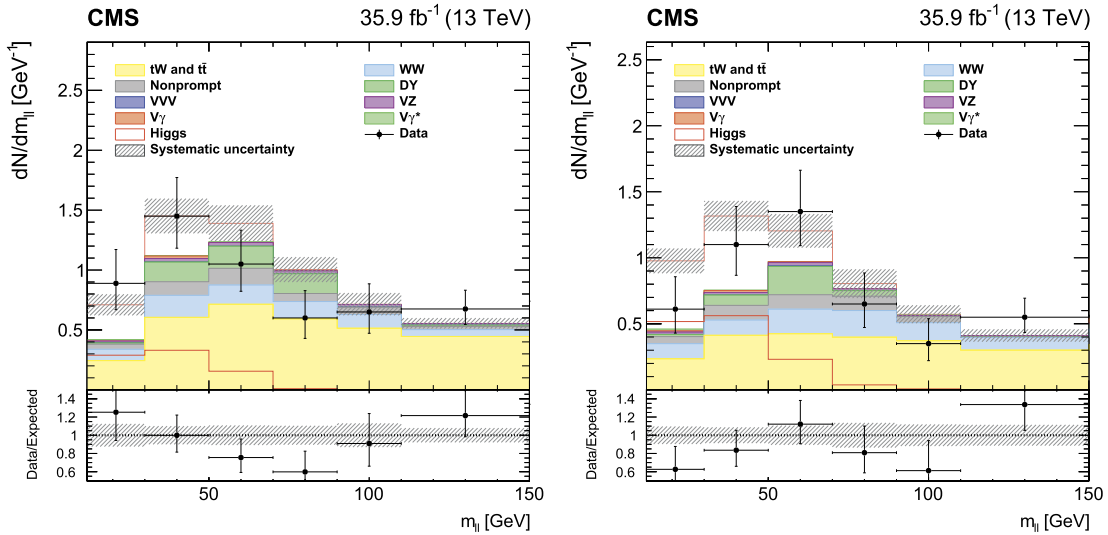 CMS 35.9 fb⁻¹ (13 TeV)
dN/dm_ll [GeV⁻¹]
2.5
2
1.5
1
0.5
tW and tt̄ WW
Nonprompt DY
VVV VZ
Vγ Vγ*
Higgs Data
Systematic uncertainty
Data/Expected
1.4
1.2
1
0.8
0.6
50 100 150
m_ll [GeV]
CMS 35.9 fb⁻¹ (13 TeV)
dN/dm_ll [GeV⁻¹]
2.5
2
1.5
1
0.5
tW and tt̄ WW
Nonprompt DY
VVV VZ
Vγ Vγ*
Higgs Data
Systematic uncertainty
Data/Expected
1.4
1.2
1
0.8
0.6
50 100 150
m_ll [GeV]